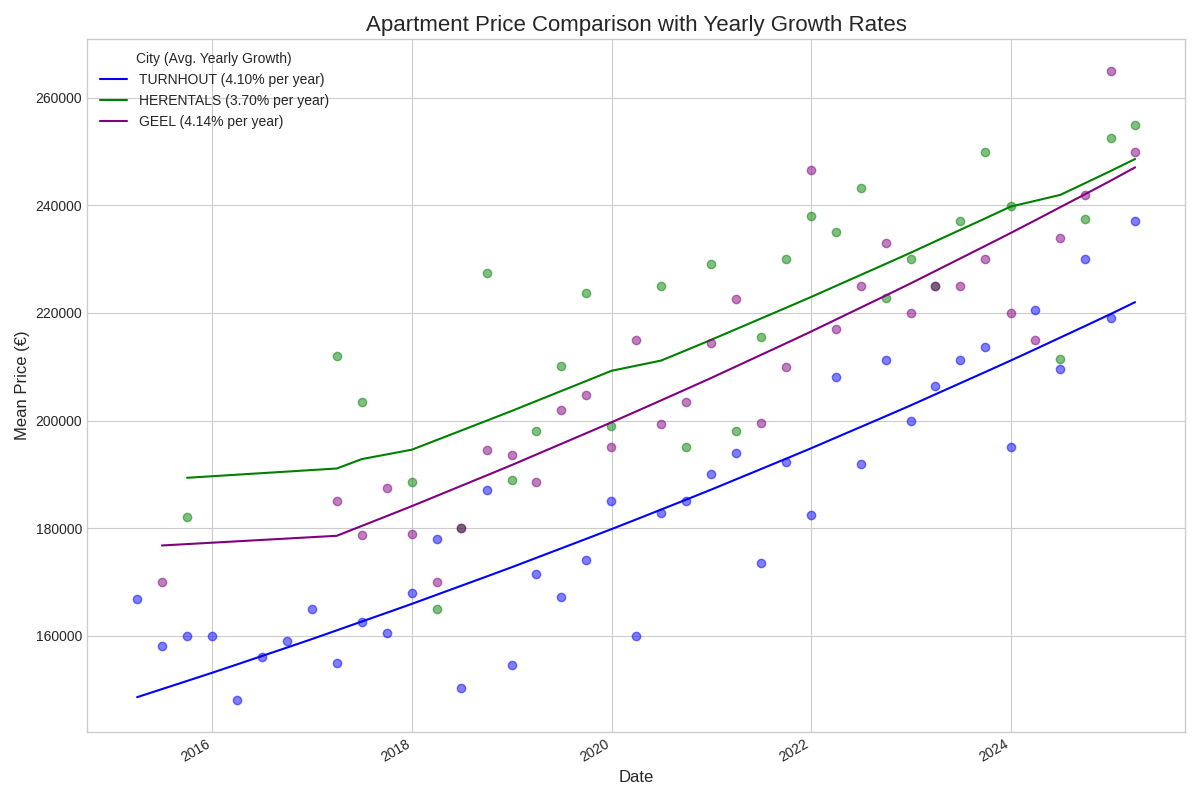 Apartment Price Comparison with Yearly Growth Rates
City (Avg. Yearly Growth)
TURNHOUT (4.10% per year)
HERENTALS (3.70% per year)
GEEL (4.14% per year)
Mean Price (€)
260000
240000
220000
200000
180000
160000
2016
2018
2020
2022
2024
Date